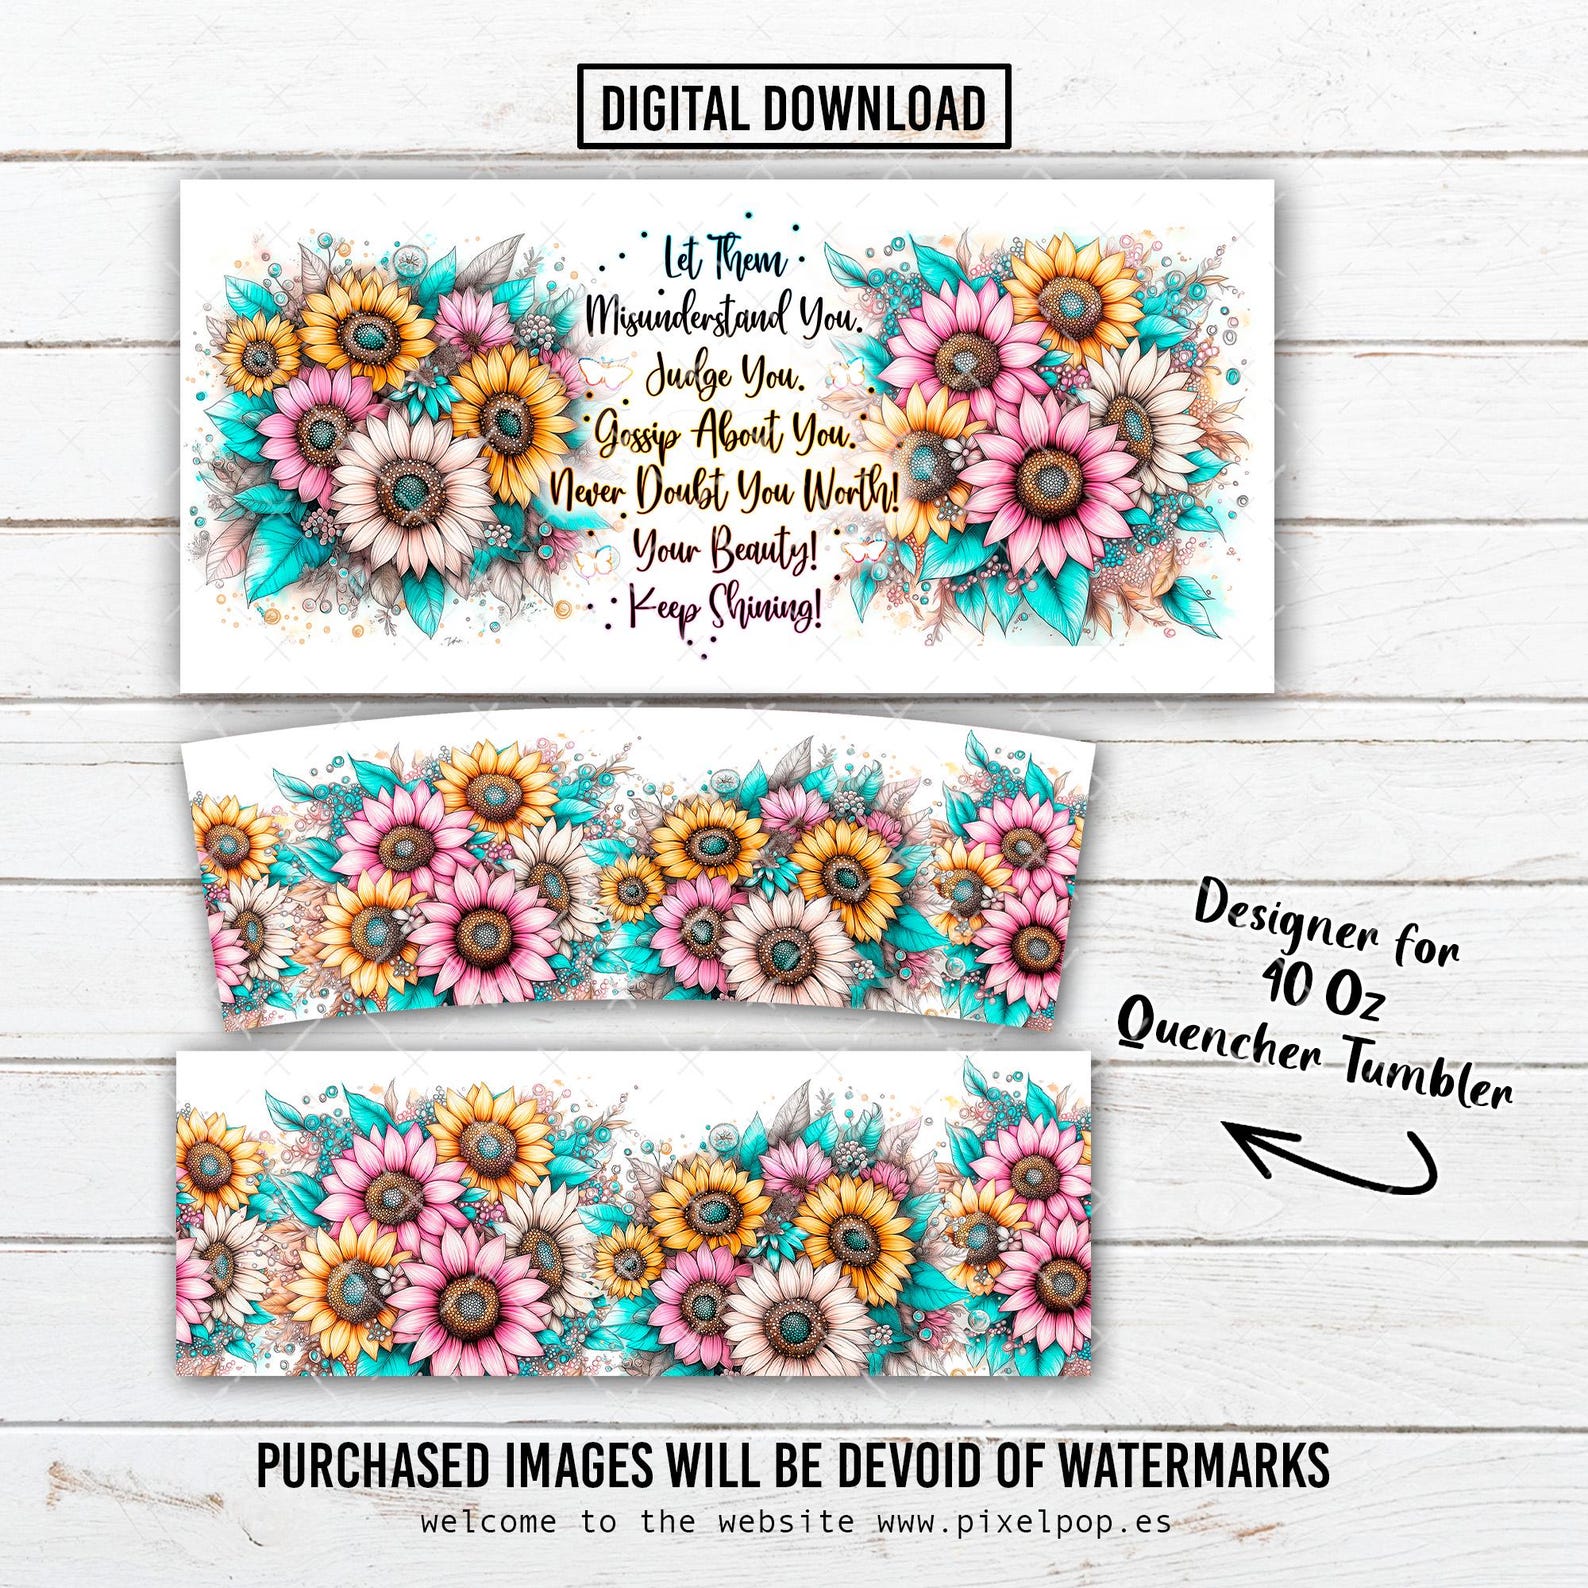 DIGITAL DOWNLOAD
Let Them
Misunderstand You.
Judge You.
Gossip About You.
Never Doubt You Worth!
Your Beauty!
Keep Shining!
Designer for
40 Oz
Quencher Tumbler
PURCHASED IMAGES WILL BE DEVOID OF WATERMARKS
welcome to the website www.pixelpop.es